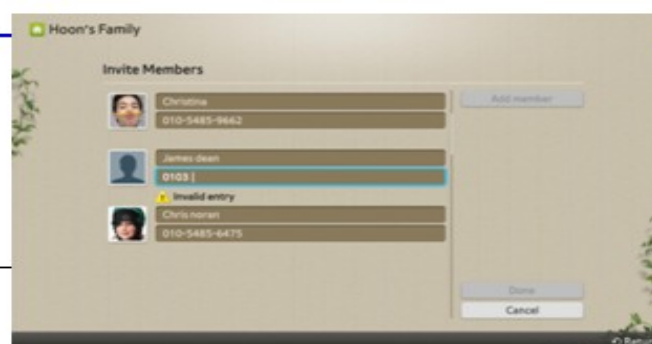 Hoon's Family
Invite Members
Christina
010-5485-9662
Add member
James dean
0103
Invalid entry
Chris noran
010-5485-6475
Done
Cancel